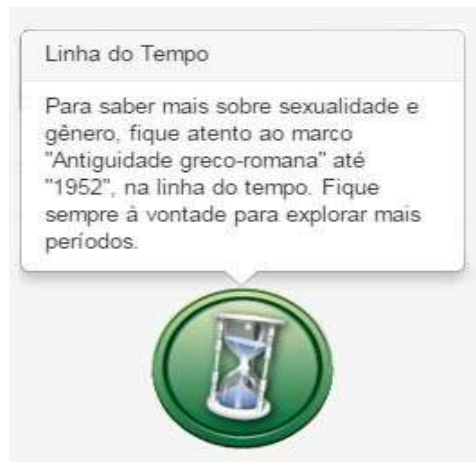 Linha do Tempo
Para saber mais sobre sexualidade e
gênero, fique atento ao marco
"Antiguidade greco-romana" até
"1952", na linha do tempo. Fique
sempre à vontade para explorar mais
períodos.